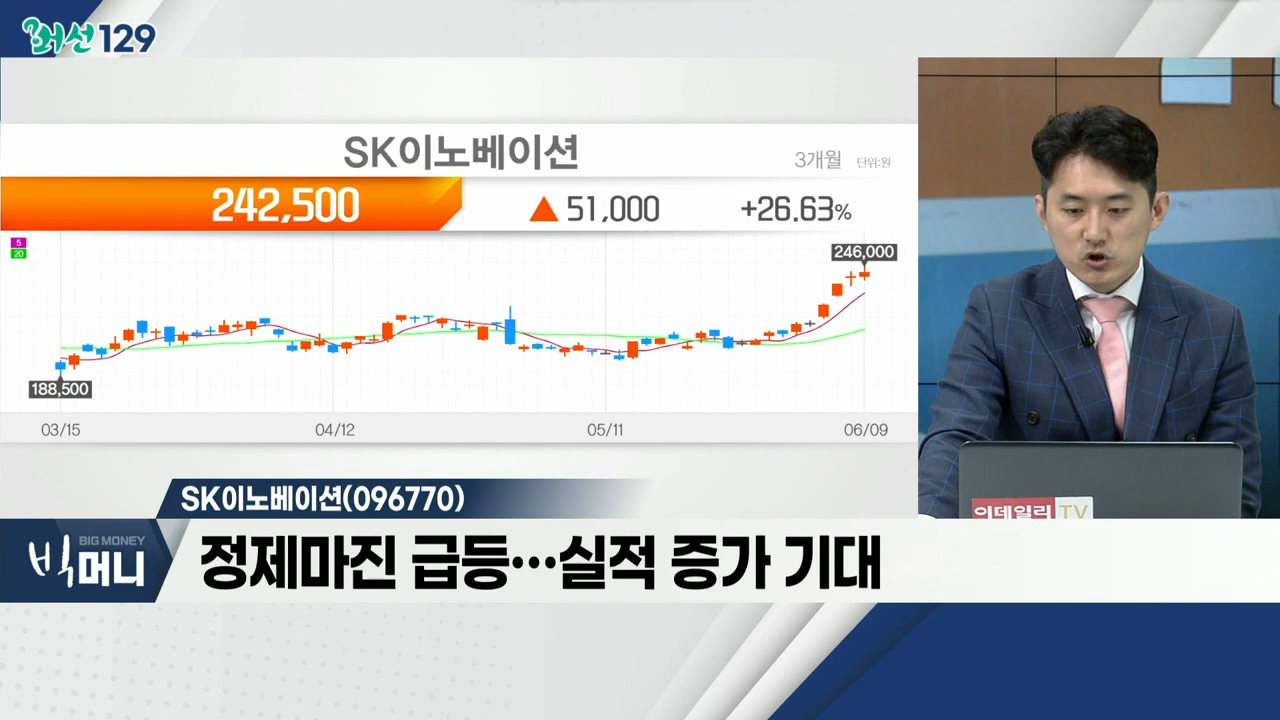 머선129
SK이노베이션
3개월 단위:원
242,500 ▲ 51,000 +26.63%
5
20
246,000
188,500
03/15 04/12 05/11 06/09
이데일리TV
SK이노베이션(096770)
BIG MONEY
빅머니
정제마진 급등…실적 증가 기대